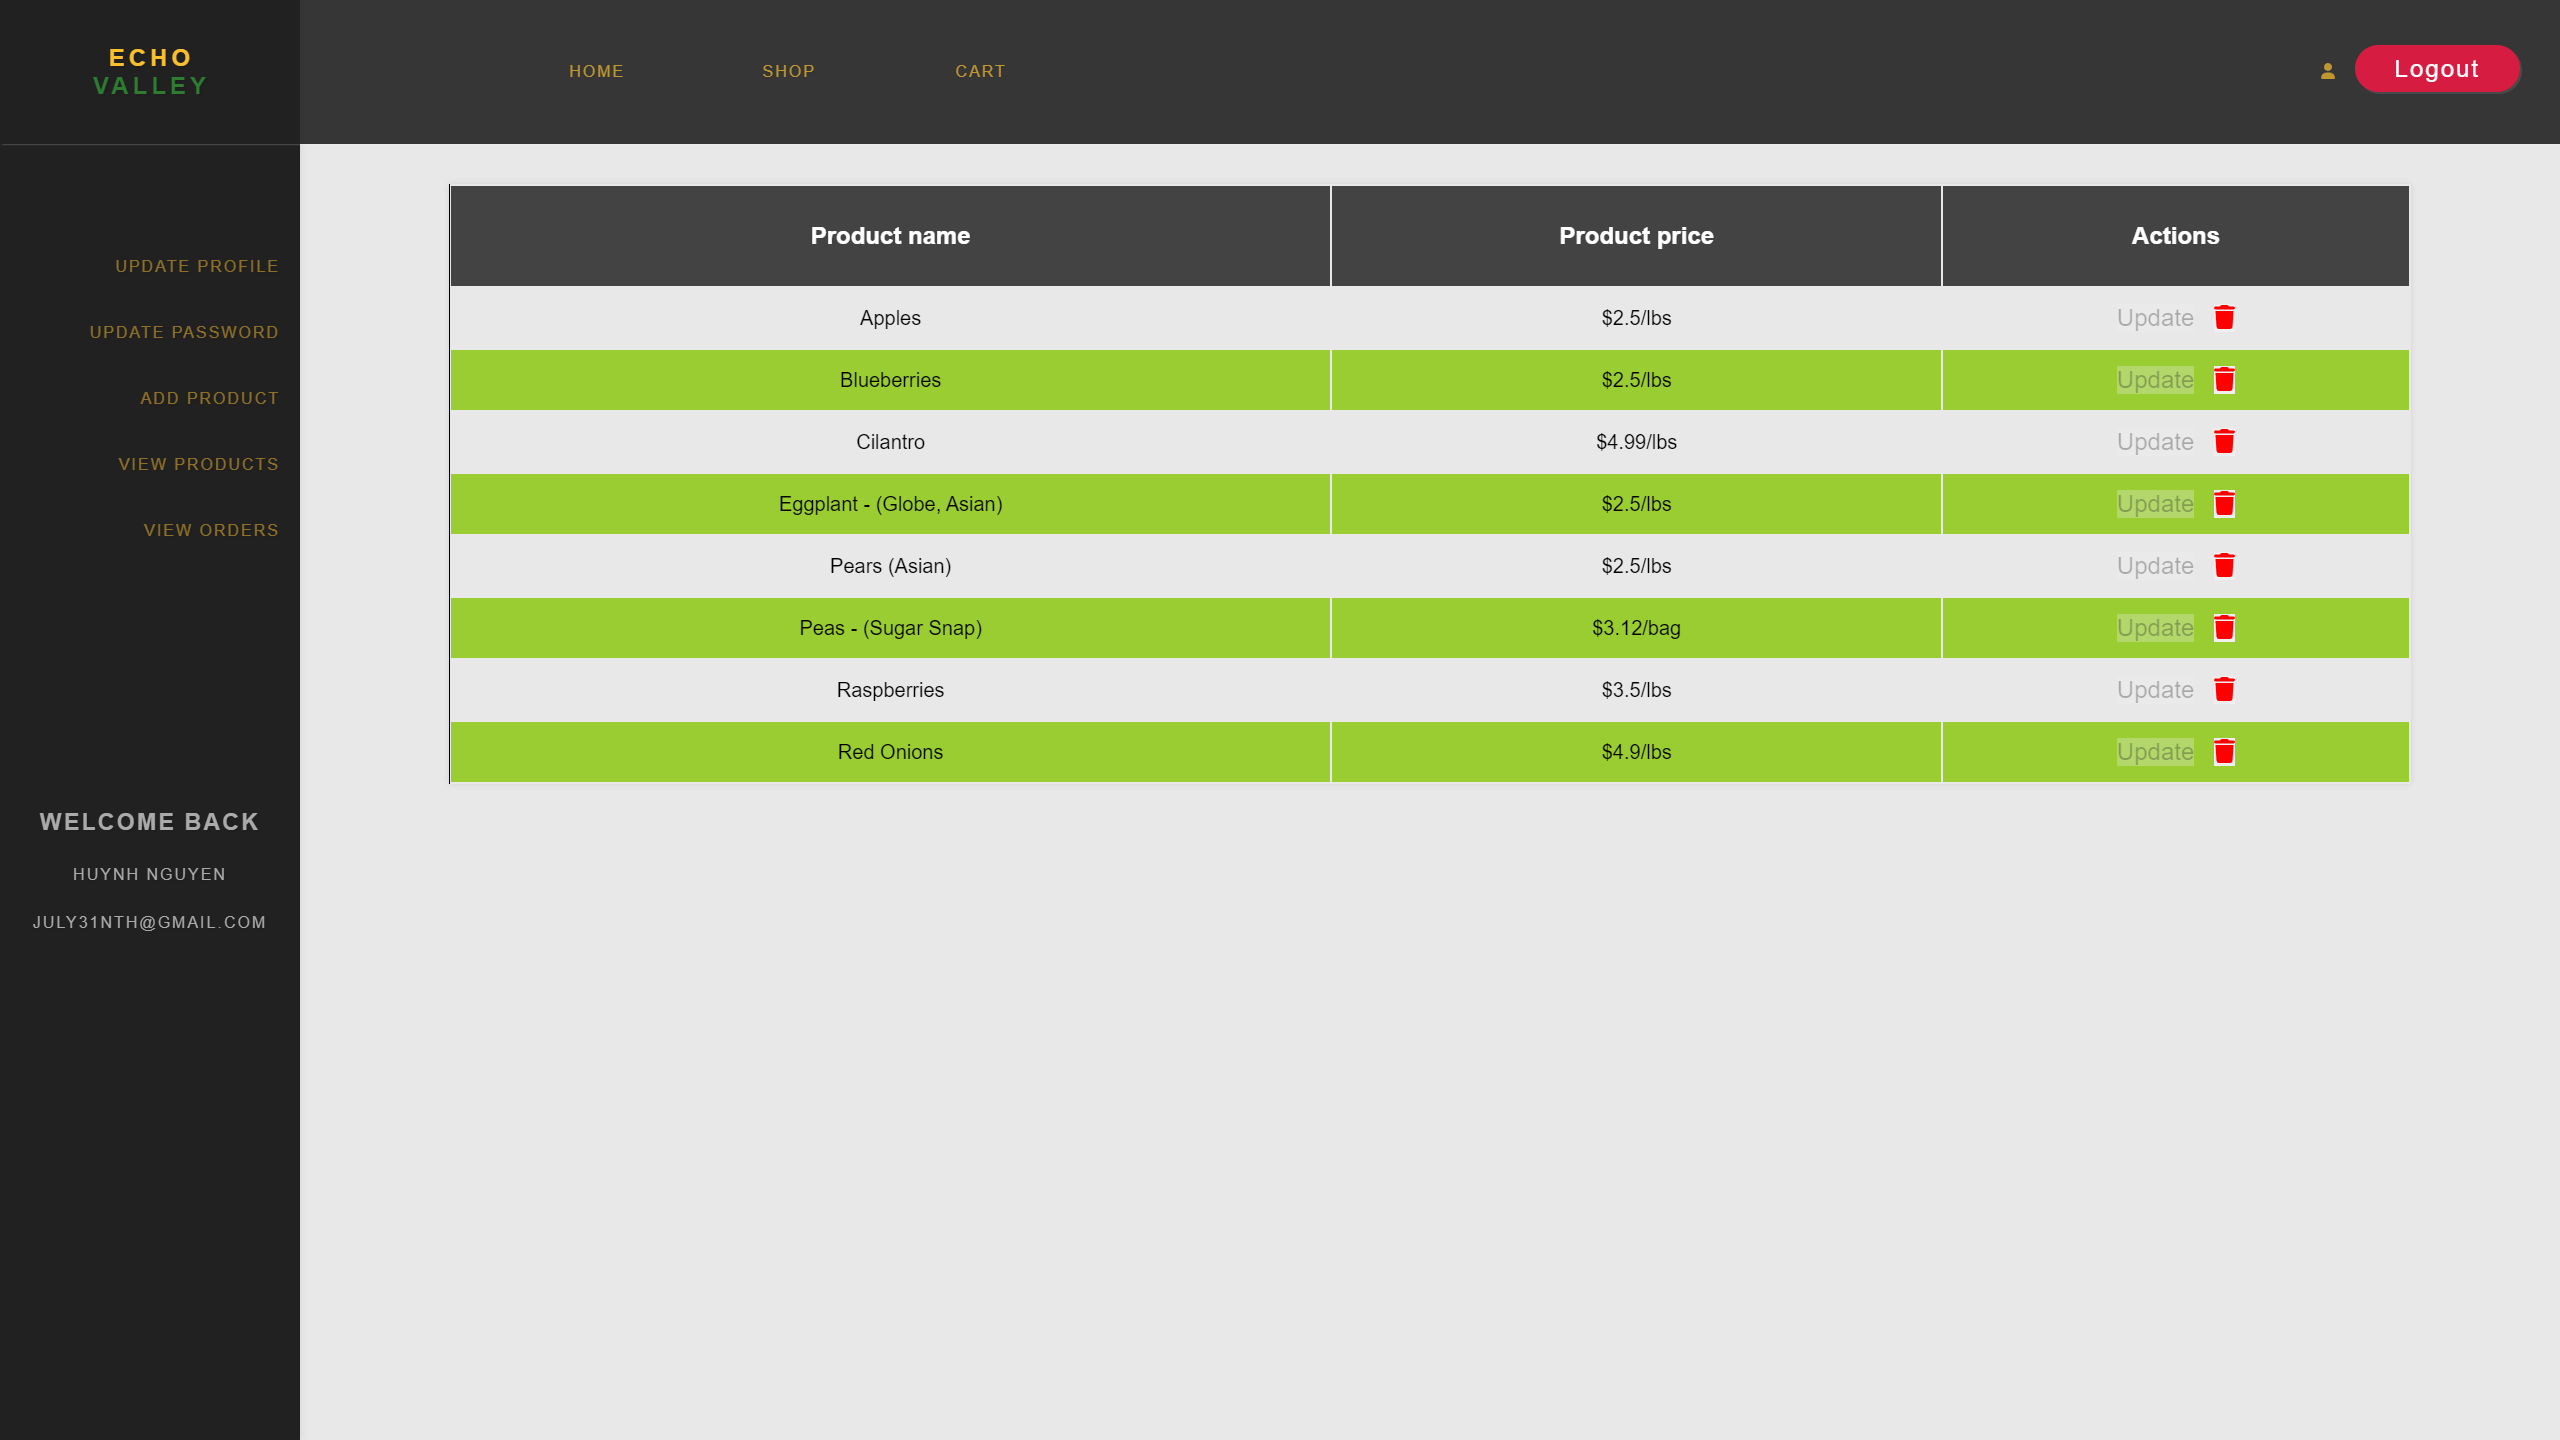 ECHO
VALLEY
HOME SHOP CART Logout
UPDATE PROFILE
UPDATE PASSWORD
ADD PRODUCT
VIEW PRODUCTS
VIEW ORDERS
WELCOME BACK
HUYNH NGUYEN
JULY31NTH@GMAIL.COM
Product name Product price Actions
Apples $2.5/lbs Update
Blueberries $2.5/lbs Update
Cilantro $4.99/lbs Update
Eggplant - (Globe, Asian) $2.5/lbs Update
Pears (Asian) $2.5/lbs Update
Peas - (Sugar Snap) $3.12/bag Update
Raspberries $3.5/lbs Update
Red Onions $4.9/lbs Update